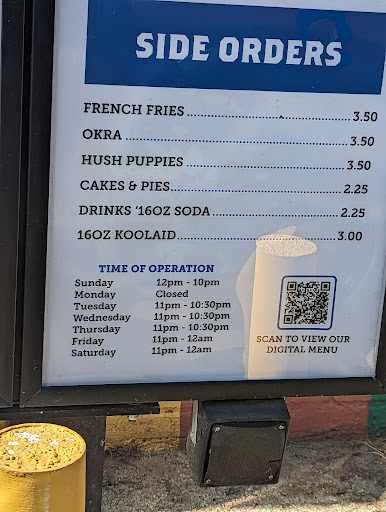 SIDE ORDERS
FRENCH FRIES 3.50
OKRA 3.50
HUSH PUPPIES 3.50
CAKES & PIES 2.25
DRINKS '16OZ SODA 2.25
16OZ KOOLAID 3.00
TIME OF OPERATION
Sunday 12pm - 10pm
Monday Closed
Tuesday 11pm - 10:30pm
Wednesday 11pm - 10:30pm
Thursday 11pm - 10:30pm
Friday 11pm - 12am
Saturday 11pm - 12am
SCAN TO VIEW OUR
DIGITAL MENU